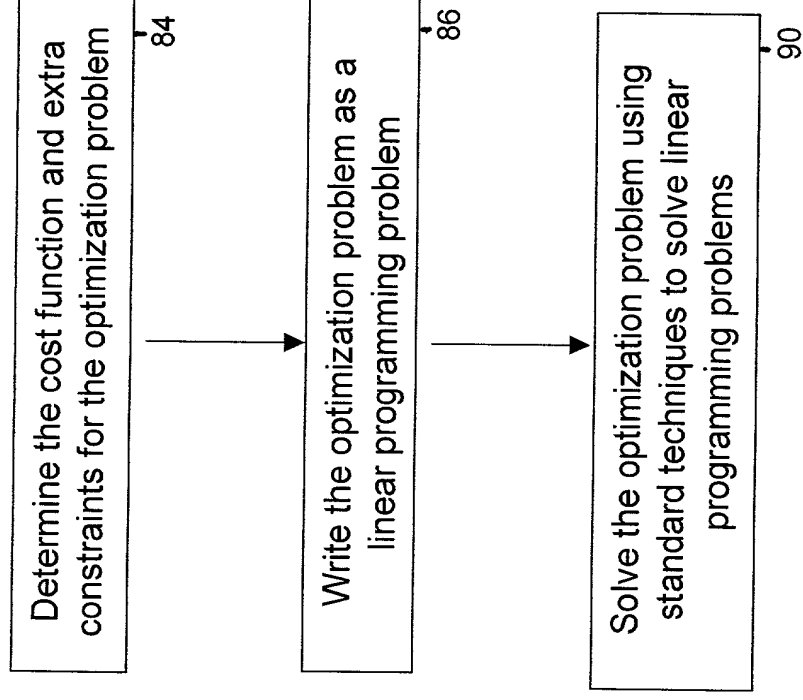 Determine the cost function and extra
constraints for the optimization problem
84
Write the optimization problem as a
linear programming problem
86
Solve the optimization problem using
standard techniques to solve linear
programming problems
90